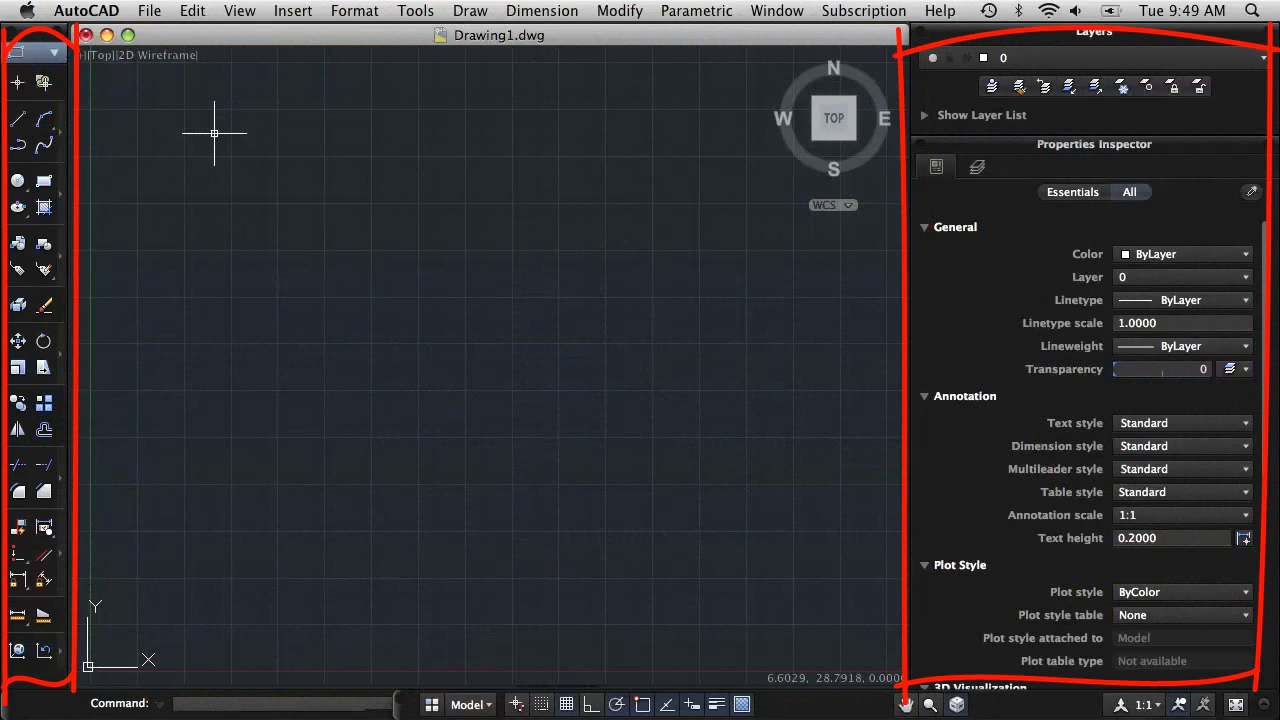 AutoCAD File Edit View Insert Format Tools Draw Dimension Modify Parametric Window Subscription Help Tue 9:49 AM
Drawing1.dwg
Layers
|[Top][2D Wireframe]
0
N
W TOP E
S
WCS
Show Layer List
Properties Inspector
Essentials All
General
Color ByLayer
Layer 0
Linetype ByLayer
Linetype scale 1.0000
Lineweight ByLayer
Transparency 0
Annotation
Text style Standard
Dimension style Standard
Multileader style Standard
Table style Standard
Annotation scale 1:1
Text height 0.2000
Plot Style
Plot style ByColor
Plot style table None
Plot style attached to Model
Plot table type Not available
Y
X
6.6029, 28.7918, 0.0000
3D Visualization
Command: Model 1:1